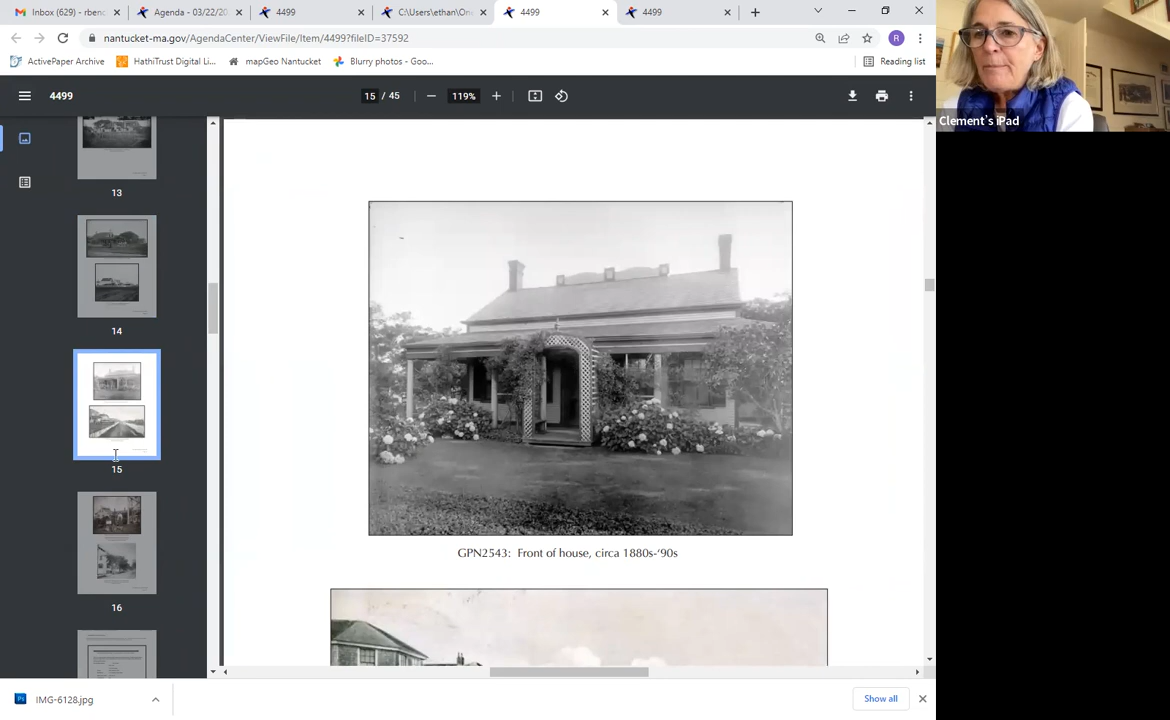 Inbox (629) - rbenc
Agenda - 03/22/20
4499
C:\Users\ethan\One
4499
4499
nantucket-ma.gov/AgendaCenter/ViewFile/Item/4499?fileID=37592
R
ActivePaper Archive
HathiTrust Digital Li...
mapGeo Nantucket
Blurry photos - Goo...
Reading list
4499
15 / 45
119%
Clement's iPad
13
14
15
16
GPN2543: Front of house, circa 1880s-'90s
Ps
IMG-6128.jpg
Show all